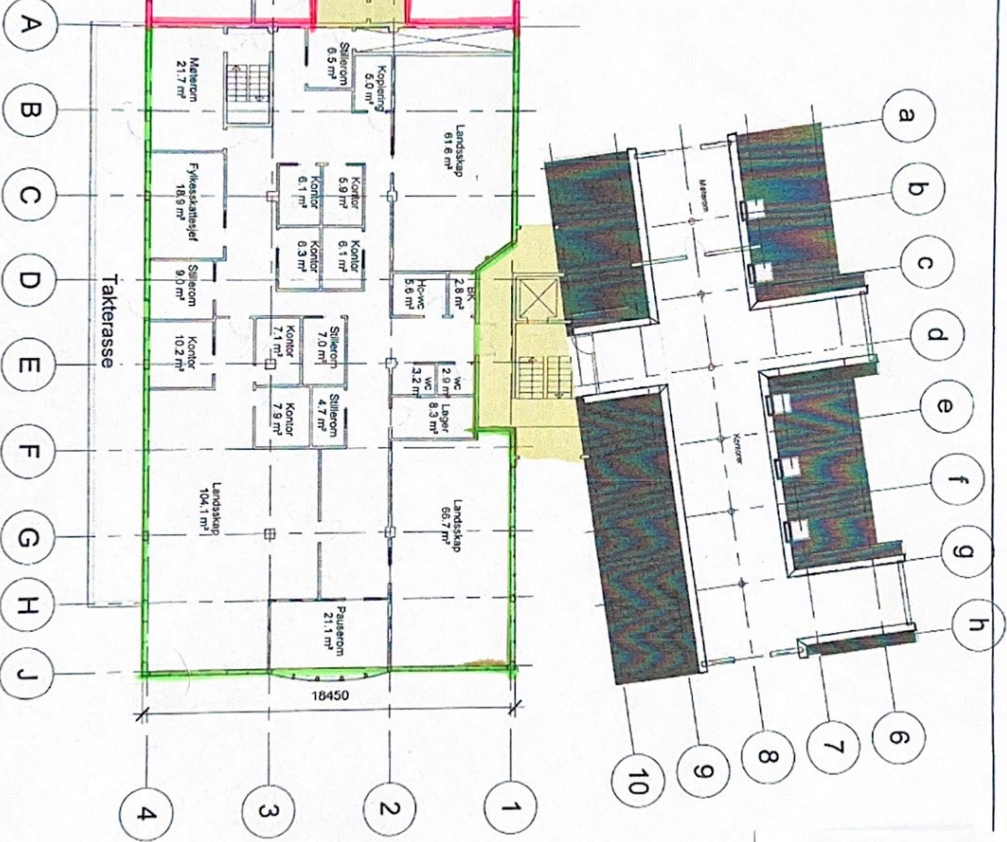 A
B
C
D
E
F
G
H
J
Takterasse
Møterom
21.7 m²
Stillerom
6.5 m²
Kopiering
5.0 m²
Landsskap
61.6 m²
Fylkesskattesjef
18.9 m²
Kontor
6.1 m²
Kontor
5.9 m²
Kontor
6.3 m²
Kontor
6.1 m²
Stillerom
9.0 m²
Hc-wc
5.6 m²
BK
2.8 m²
Kontor
10.2 m²
Kontor
7.1 m²
Stillerom
7.0 m²
wc
3.2 m²
wc
2.9 m²
Kontor
7.9 m²
Stillerom
4.7 m²
Lager
8.3 m²
Landsskap
104.1 m²
Landsskap
66.7 m²
Pauserom
21.1 m²
18450
4
3
2
1
a
b
c
d
e
f
g
h
Møterom
Kontorer
10
9
8
7
6